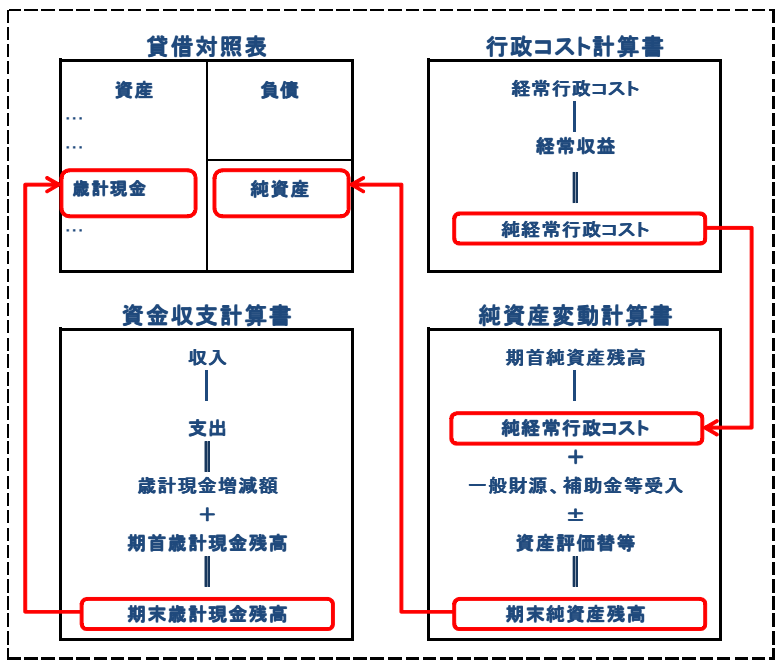 貸借対照表
資産
負債
…
…
歳計現金
純資産
…
行政コスト計算書
経常行政コスト
経常収益
純経常行政コスト
資金収支計算書
収入
支出
歳計現金増減額
+
期首歳計現金残高
期末歳計現金残高
純資産変動計算書
期首純資産残高
純経常行政コスト
+
一般財源、補助金等受入
±
資産評価替等
期末純資産残高